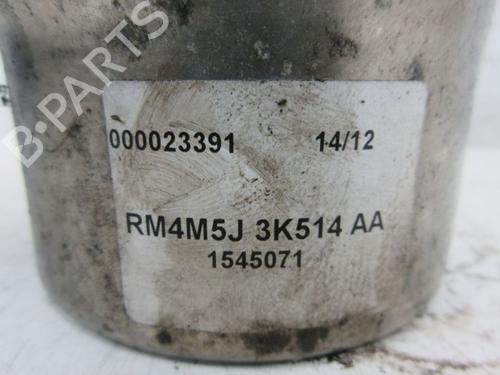 B-PARTS
000023391 14/12
RM4M5J 3K514 AA
1545071